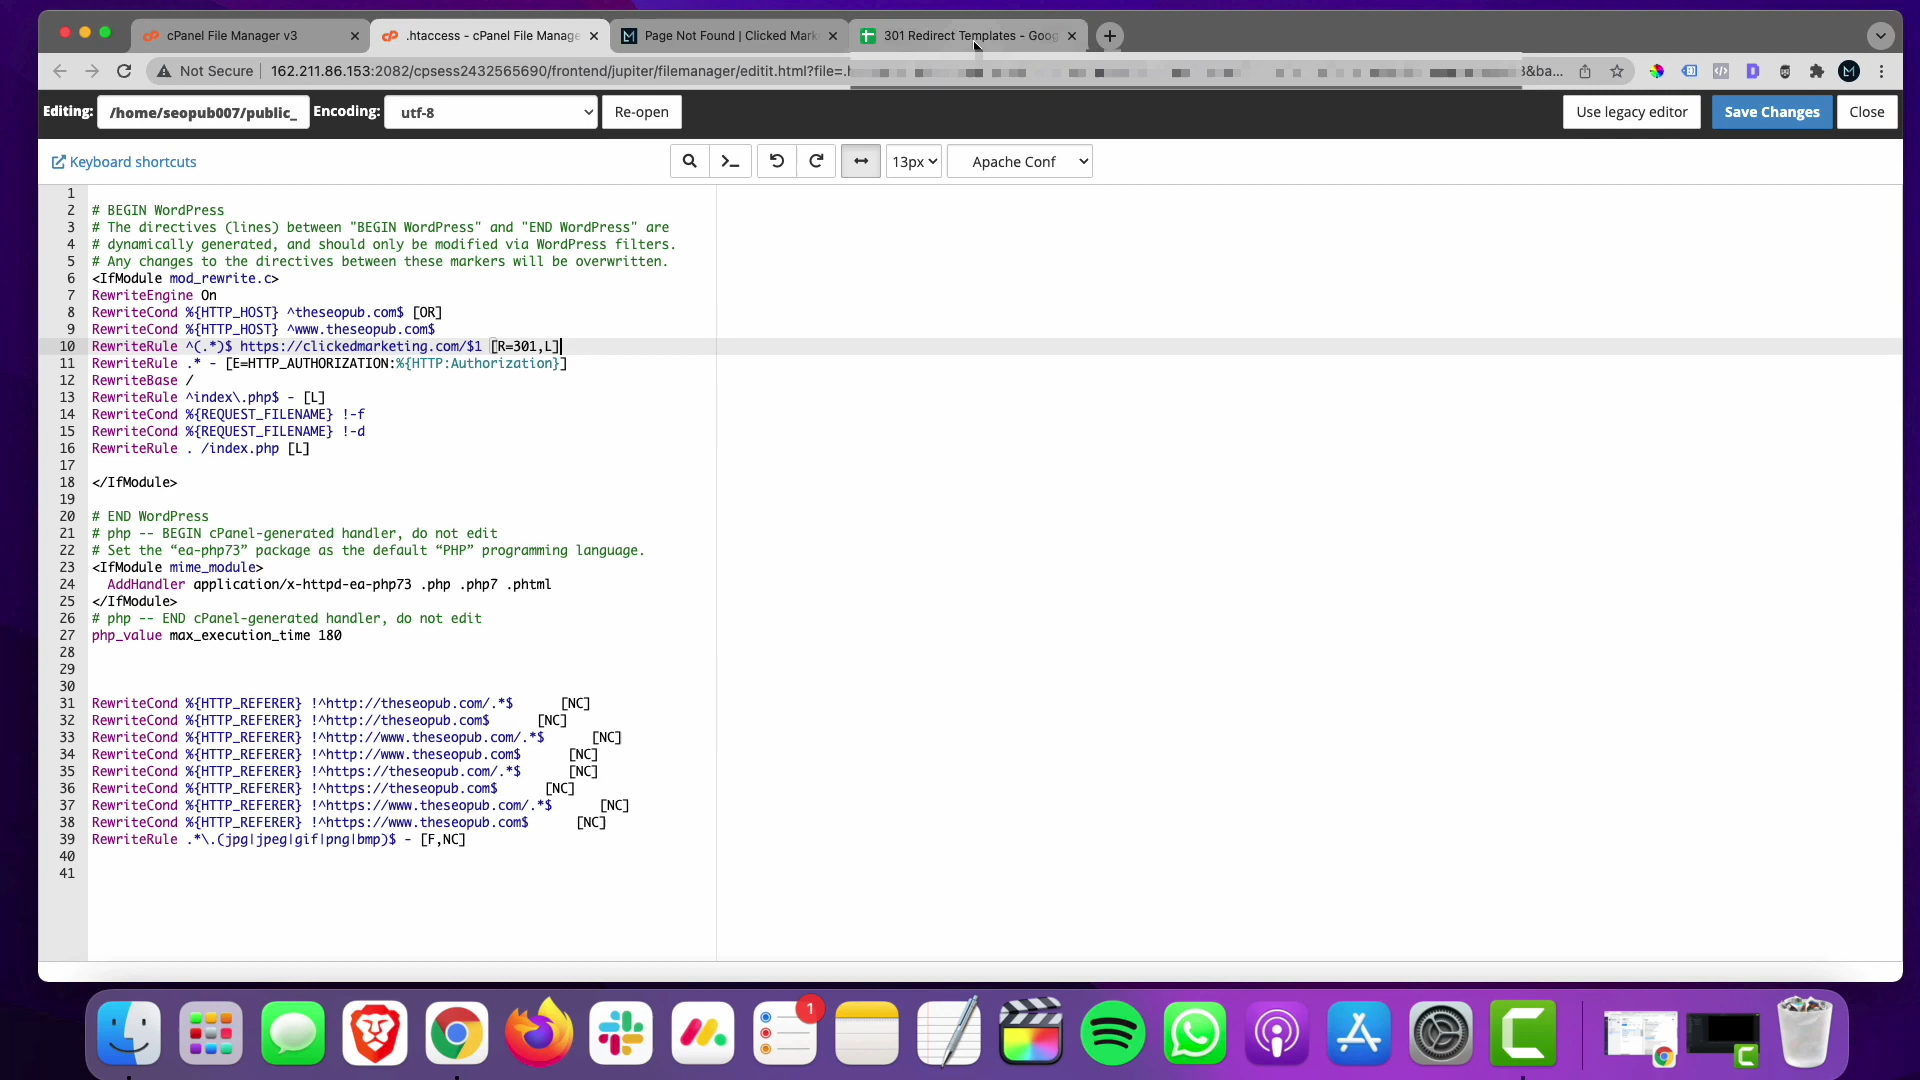 cPanel File Manager v3
.htaccess - cPanel File Manage
Page Not Found | Clicked Mark
301 Redirect Templates - Goog
Not Secure
162.211.86.153:2082/cpsess2432565690/frontend/jupiter/filemanager/editit.html?file=.h
&ba...
Editing:
/home/seopub007/public_
Encoding:
utf-8
Re-open
Use legacy editor
Save Changes
Close
Keyboard shortcuts
13px
Apache Conf
1
2 # BEGIN WordPress
3 # The directives (lines) between "BEGIN WordPress" and "END WordPress" are
4 # dynamically generated, and should only be modified via WordPress filters.
5 # Any changes to the directives between these markers will be overwritten.
6 <IfModule mod_rewrite.c>
7 RewriteEngine On
8 RewriteCond %{HTTP_HOST} ^theseopub.com$ [OR]
9 RewriteCond %{HTTP_HOST} ^www.theseopub.com$
10 RewriteRule ^(.*)$ https://clickedmarketing.com/$1 [R=301,L]
11 RewriteRule .* - [E=HTTP_AUTHORIZATION:%{HTTP:Authorization}]
12 RewriteBase /
13 RewriteRule ^index\.php$ - [L]
14 RewriteCond %{REQUEST_FILENAME} !-f
15 RewriteCond %{REQUEST_FILENAME} !-d
16 RewriteRule . /index.php [L]
17
18 </IfModule>
19
20 # END WordPress
21 # php -- BEGIN cPanel-generated handler, do not edit
22 # Set the “ea-php73” package as the default “PHP” programming language.
23 <IfModule mime_module>
24 AddHandler application/x-httpd-ea-php73 .php .php7 .phtml
25 </IfModule>
26 # php -- END cPanel-generated handler, do not edit
27 php_value max_execution_time 180
28
29
30
31 RewriteCond %{HTTP_REFERER} !^http://theseopub.com/.*$ [NC]
32 RewriteCond %{HTTP_REFERER} !^http://theseopub.com$ [NC]
33 RewriteCond %{HTTP_REFERER} !^http://www.theseopub.com/.*$ [NC]
34 RewriteCond %{HTTP_REFERER} !^http://www.theseopub.com$ [NC]
35 RewriteCond %{HTTP_REFERER} !^https://theseopub.com/.*$ [NC]
36 RewriteCond %{HTTP_REFERER} !^https://theseopub.com$ [NC]
37 RewriteCond %{HTTP_REFERER} !^https://www.theseopub.com/.*$ [NC]
38 RewriteCond %{HTTP_REFERER} !^https://www.theseopub.com$ [NC]
39 RewriteRule .*\.(jpg|jpeg|gif|png|bmp)$ - [F,NC]
40
41
1